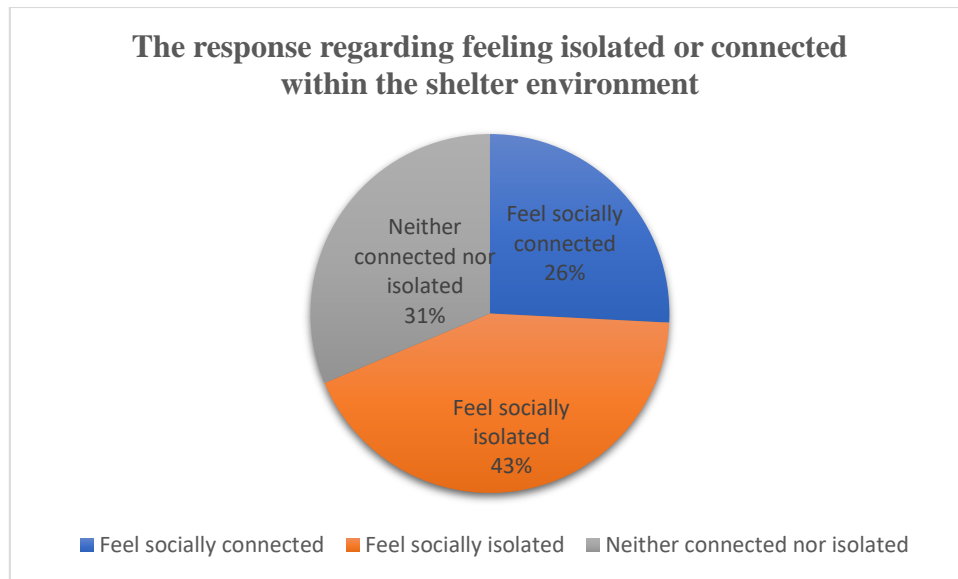 The response regarding feeling isolated or connected
within the shelter environment
Neither
connected nor
isolated
31%
Feel socially
connected
26%
Feel socially
isolated
43%
Feel socially connected
Feel socially isolated
Neither connected nor isolated